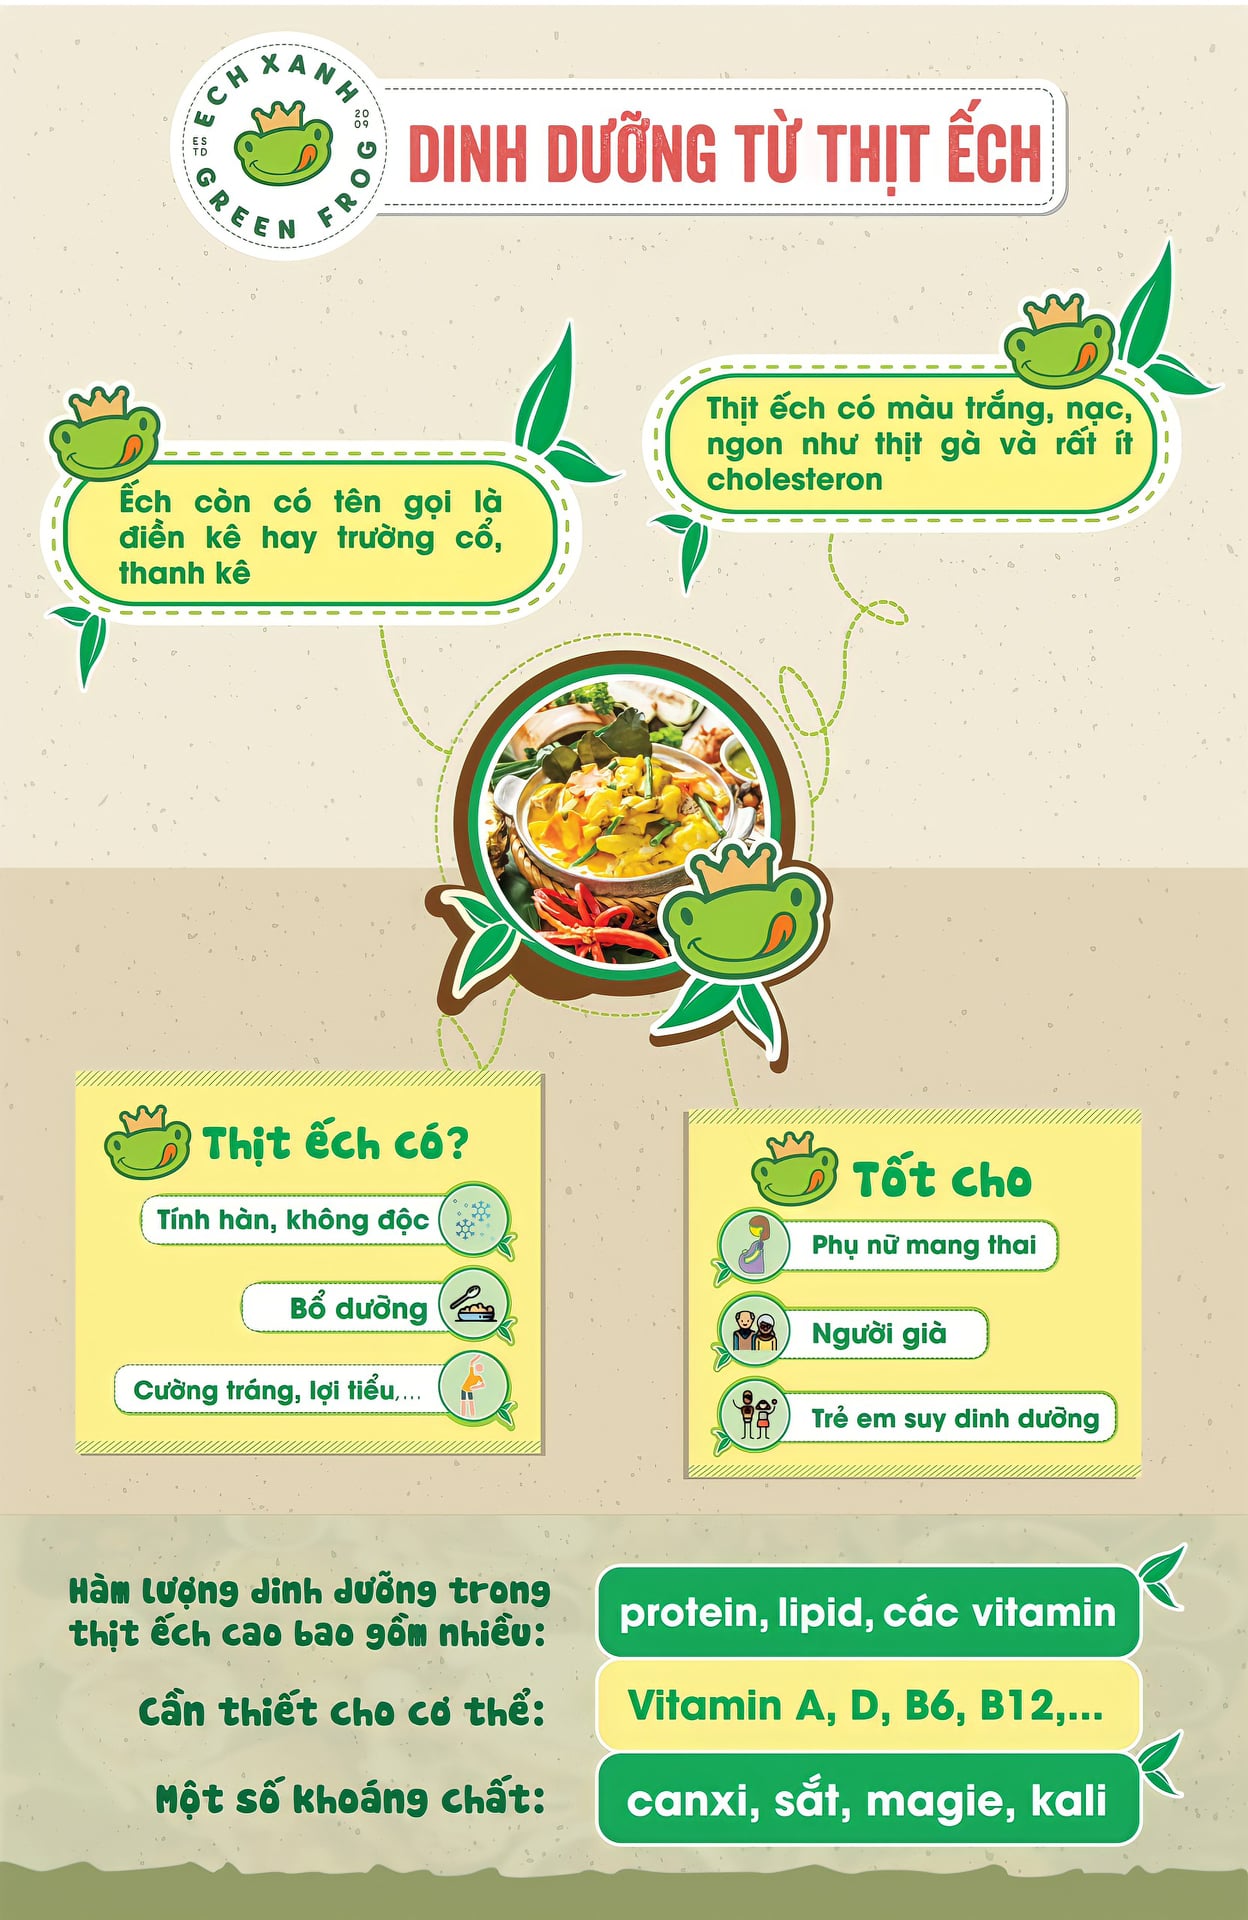 ECH XANH
ESTD
2009
GREEN FROG
DINH DƯỠNG TỪ THỊT ẾCH
Thịt ếch có màu trắng, nạc,
ngon như thịt gà và rất ít
cholesteron
Ếch còn có tên gọi là
điền kê hay trường cổ,
thanh kê
Thịt ếch có?
Tính hàn, không độc
Bổ dưỡng
Cường tráng, lợi tiểu,...
Tốt cho
Phụ nữ mang thai
Người già
Trẻ em suy dinh dưỡng
Hàm lượng dinh dưỡng trong
thịt ếch cao bao gồm nhiều:
protein, lipid, các vitamin
Cần thiết cho cơ thể:
Vitamin A, D, B6, B12,...
Một số khoáng chất:
canxi, sắt, magie, kali